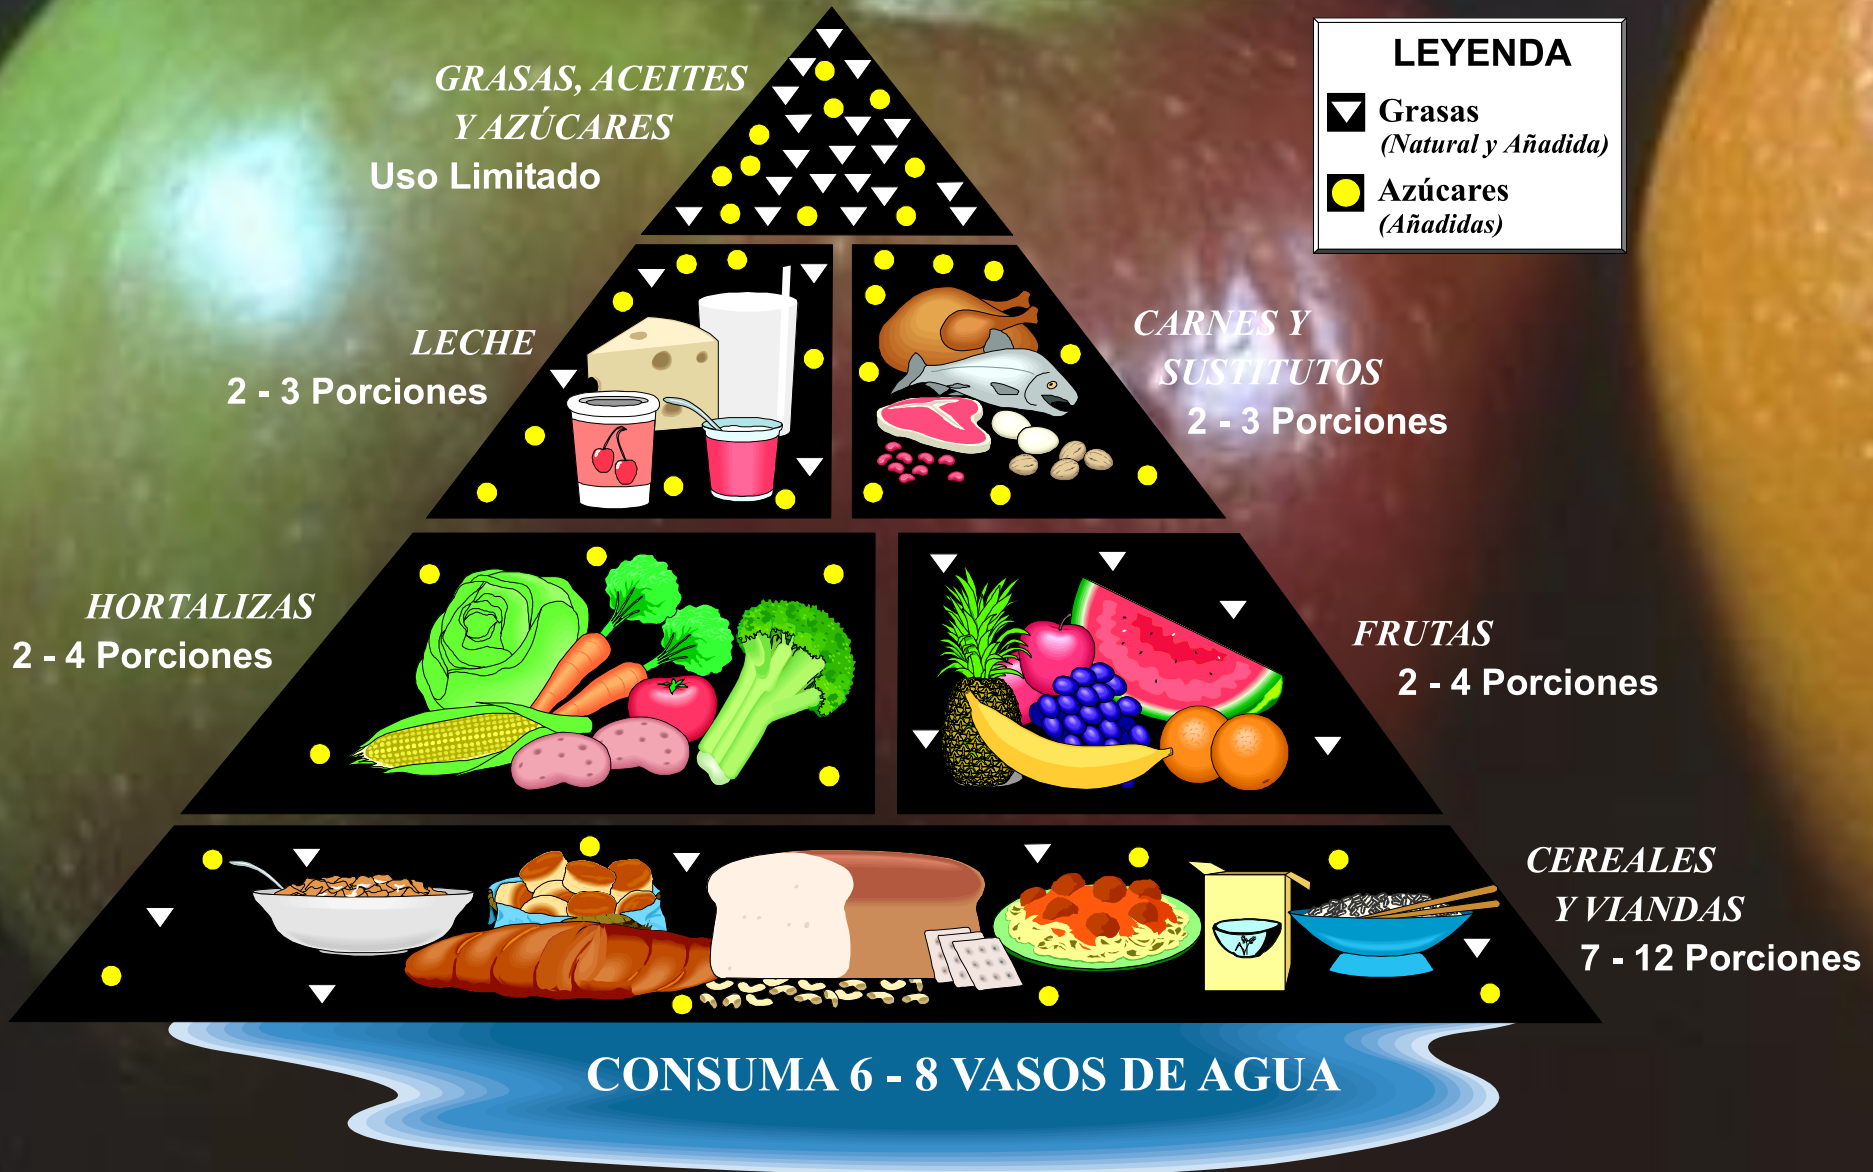 GRASAS, ACEITES
Y AZÚCARES
Uso Limitado
LEYENDA
Grasas
(Natural y Añadida)
Azúcares
(Añadidas)
LECHE
2 - 3 Porciones
CARNES Y
SUSTITUTOS
2 - 3 Porciones
HORTALIZAS
2 - 4 Porciones
FRUTAS
2 - 4 Porciones
CEREALES
Y VIANDAS
7 - 12 Porciones
CONSUMA 6 - 8 VASOS DE AGUA